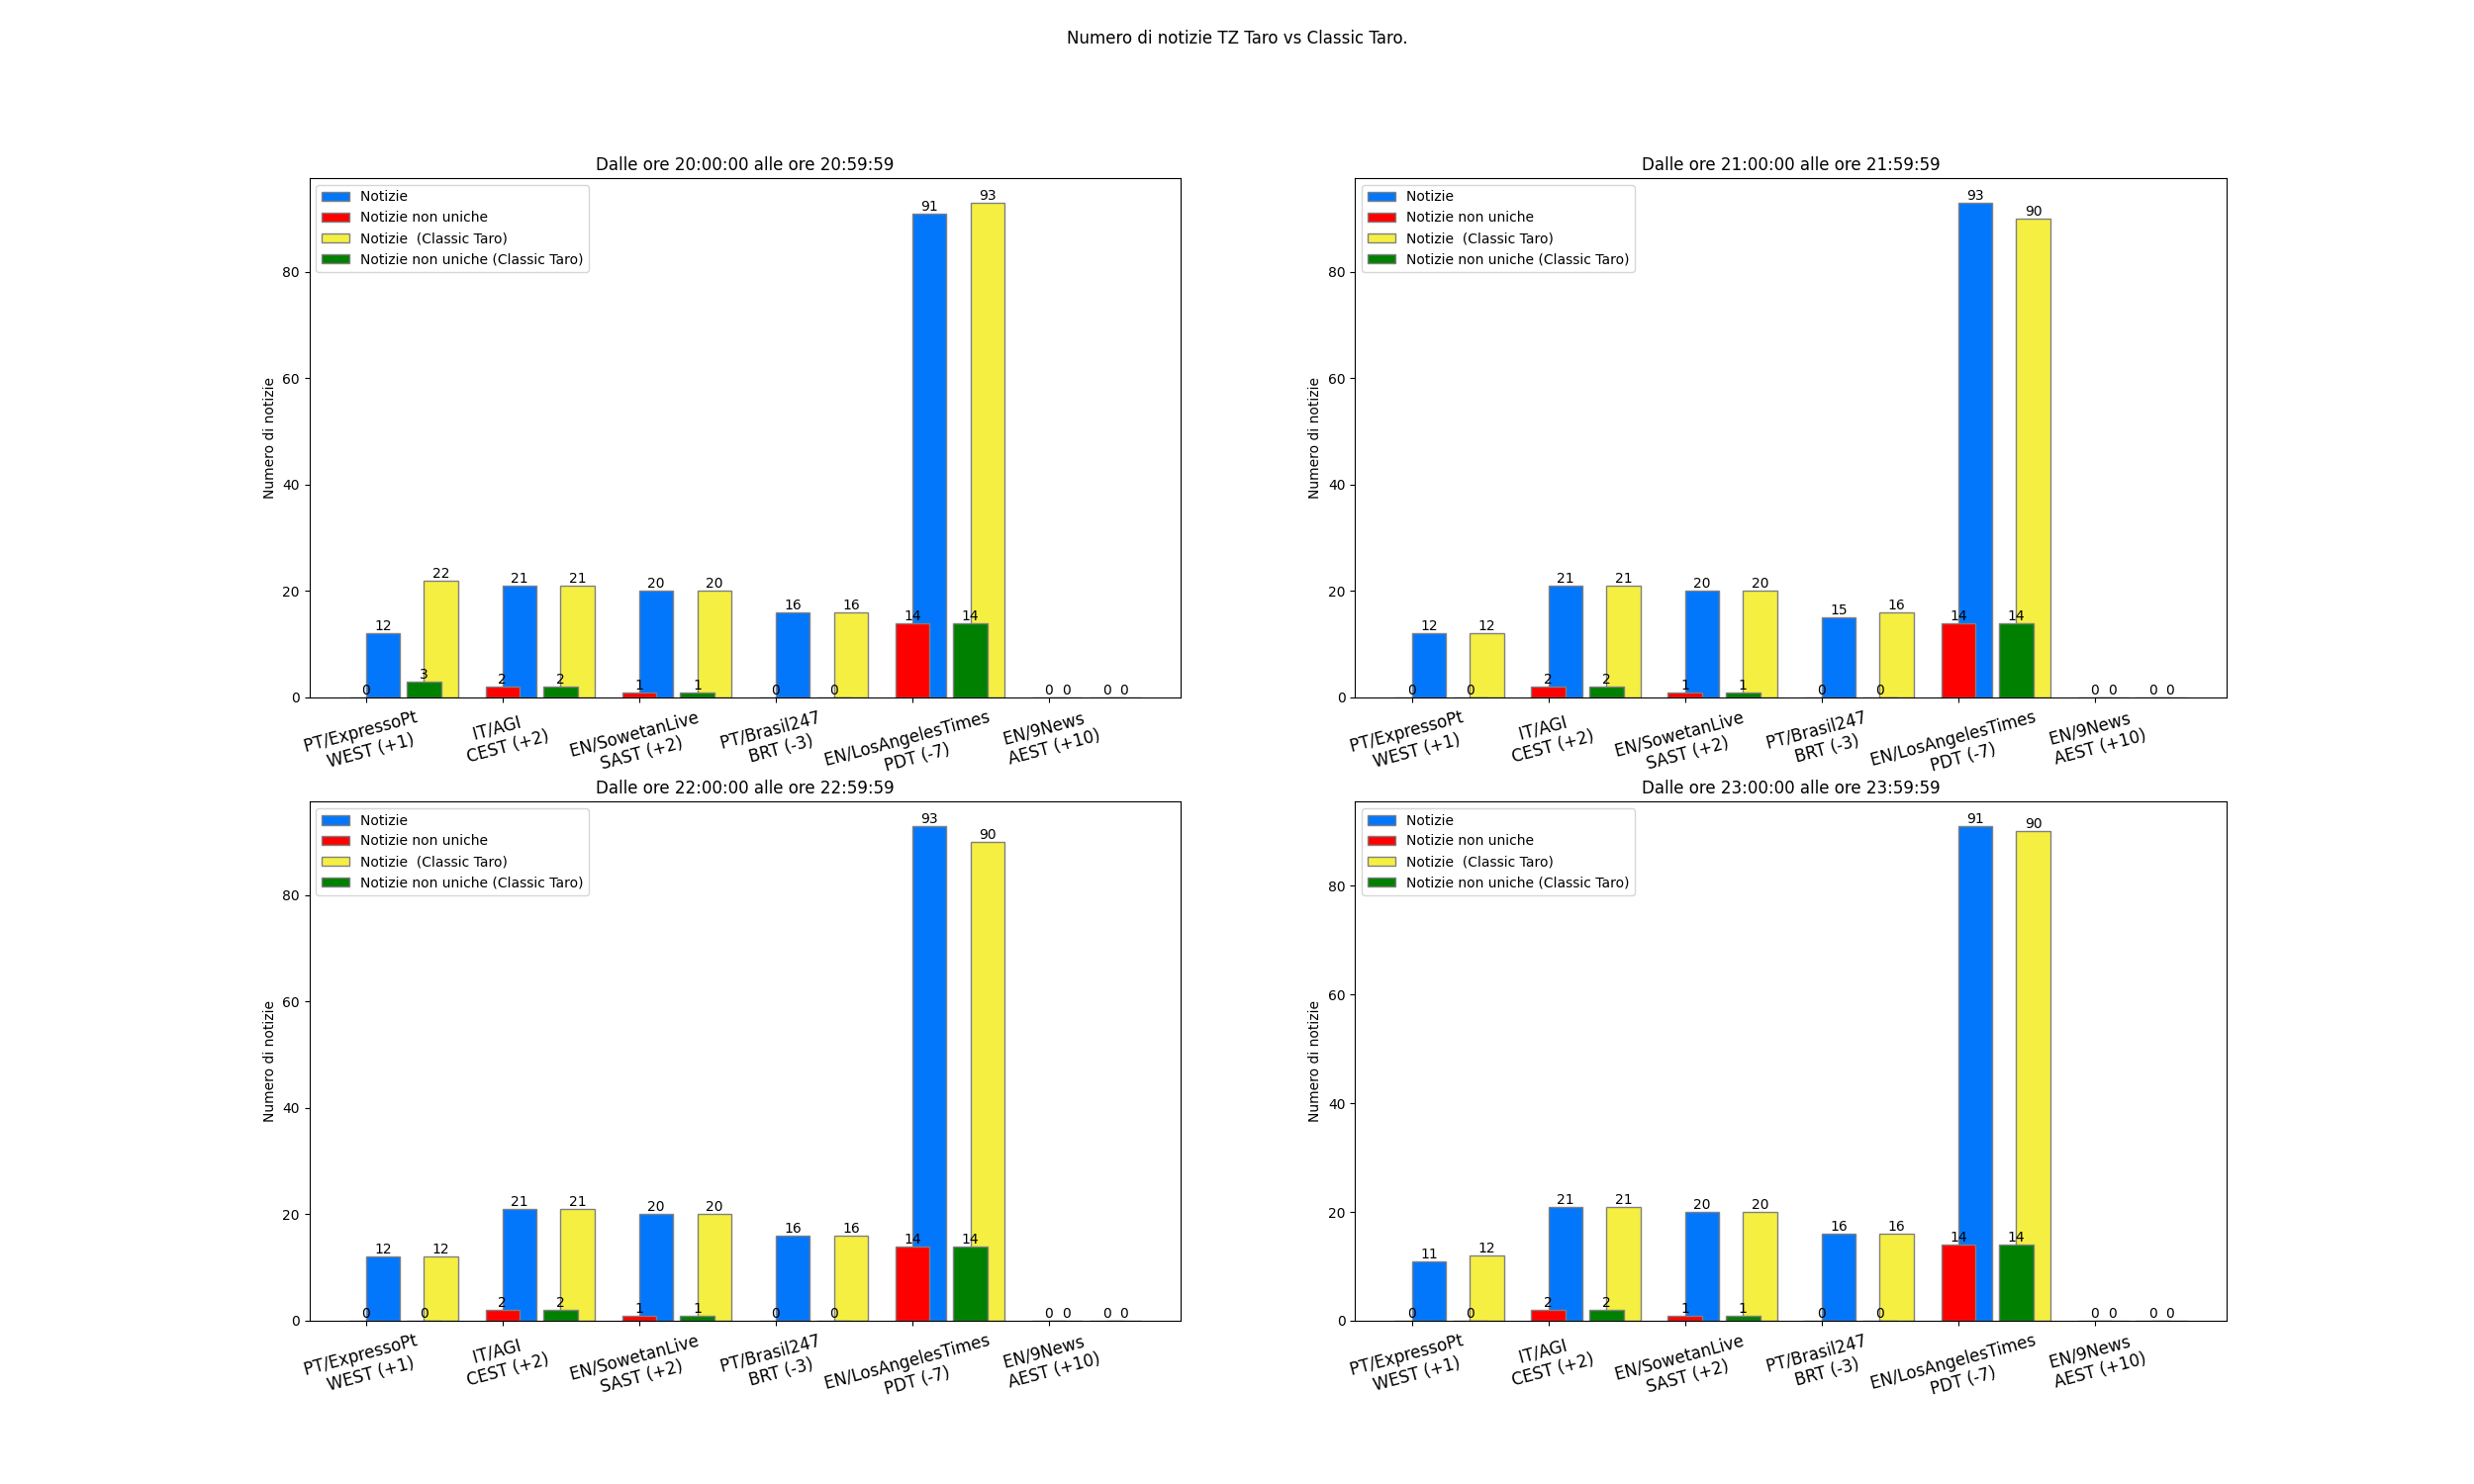 Numero di notizie TZ Taro vs Classic Taro.
Dalle ore 20:00:00 alle ore 20:59:59
Notizie
Notizie non uniche
Notizie  (Classic Taro)
Notizie non uniche (Classic Taro)
Numero di notizie
80
60
40
20
0
12 22 21 21 20 20 16 16 91 93
0 3 2 2 1 1 0 0 14 14 0 0 0 0
PT/ExpressoPt
WEST (+1)
IT/AGI
CEST (+2)
EN/SowetanLive
SAST (+2)
PT/Brasil247
BRT (-3)
EN/LosAngelesTimes
PDT (-7)
EN/9News
AEST (+10)
Dalle ore 21:00:00 alle ore 21:59:59
Notizie
Notizie non uniche
Notizie  (Classic Taro)
Notizie non uniche (Classic Taro)
Numero di notizie
80
60
40
20
0
12 12 21 21 20 20 15 16 93 90
0 0 2 2 1 1 0 0 14 14 0 0 0 0
PT/ExpressoPt
WEST (+1)
IT/AGI
CEST (+2)
EN/SowetanLive
SAST (+2)
PT/Brasil247
BRT (-3)
EN/LosAngelesTimes
PDT (-7)
EN/9News
AEST (+10)
Dalle ore 22:00:00 alle ore 22:59:59
Notizie
Notizie non uniche
Notizie  (Classic Taro)
Notizie non uniche (Classic Taro)
Numero di notizie
80
60
40
20
0
12 12 21 21 20 20 16 16 93 90
0 0 2 2 1 1 0 0 14 14 0 0 0 0
PT/ExpressoPt
WEST (+1)
IT/AGI
CEST (+2)
EN/SowetanLive
SAST (+2)
PT/Brasil247
BRT (-3)
EN/LosAngelesTimes
PDT (-7)
EN/9News
AEST (+10)
Dalle ore 23:00:00 alle ore 23:59:59
Notizie
Notizie non uniche
Notizie  (Classic Taro)
Notizie non uniche (Classic Taro)
Numero di notizie
80
60
40
20
0
11 12 21 21 20 20 16 16 91 90
0 0 2 2 1 1 0 0 14 14 0 0 0 0
PT/ExpressoPt
WEST (+1)
IT/AGI
CEST (+2)
EN/SowetanLive
SAST (+2)
PT/Brasil247
BRT (-3)
EN/LosAngelesTimes
PDT (-7)
EN/9News
AEST (+10)